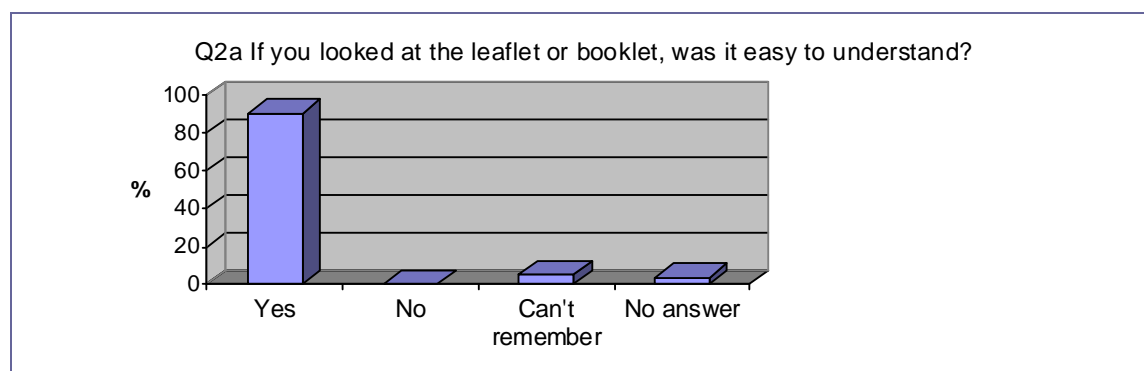 Q2a If you looked at the leaflet or booklet, was it easy to understand?
100
80
60
40
20
0
%
Yes
No
Can't
remember
No answer